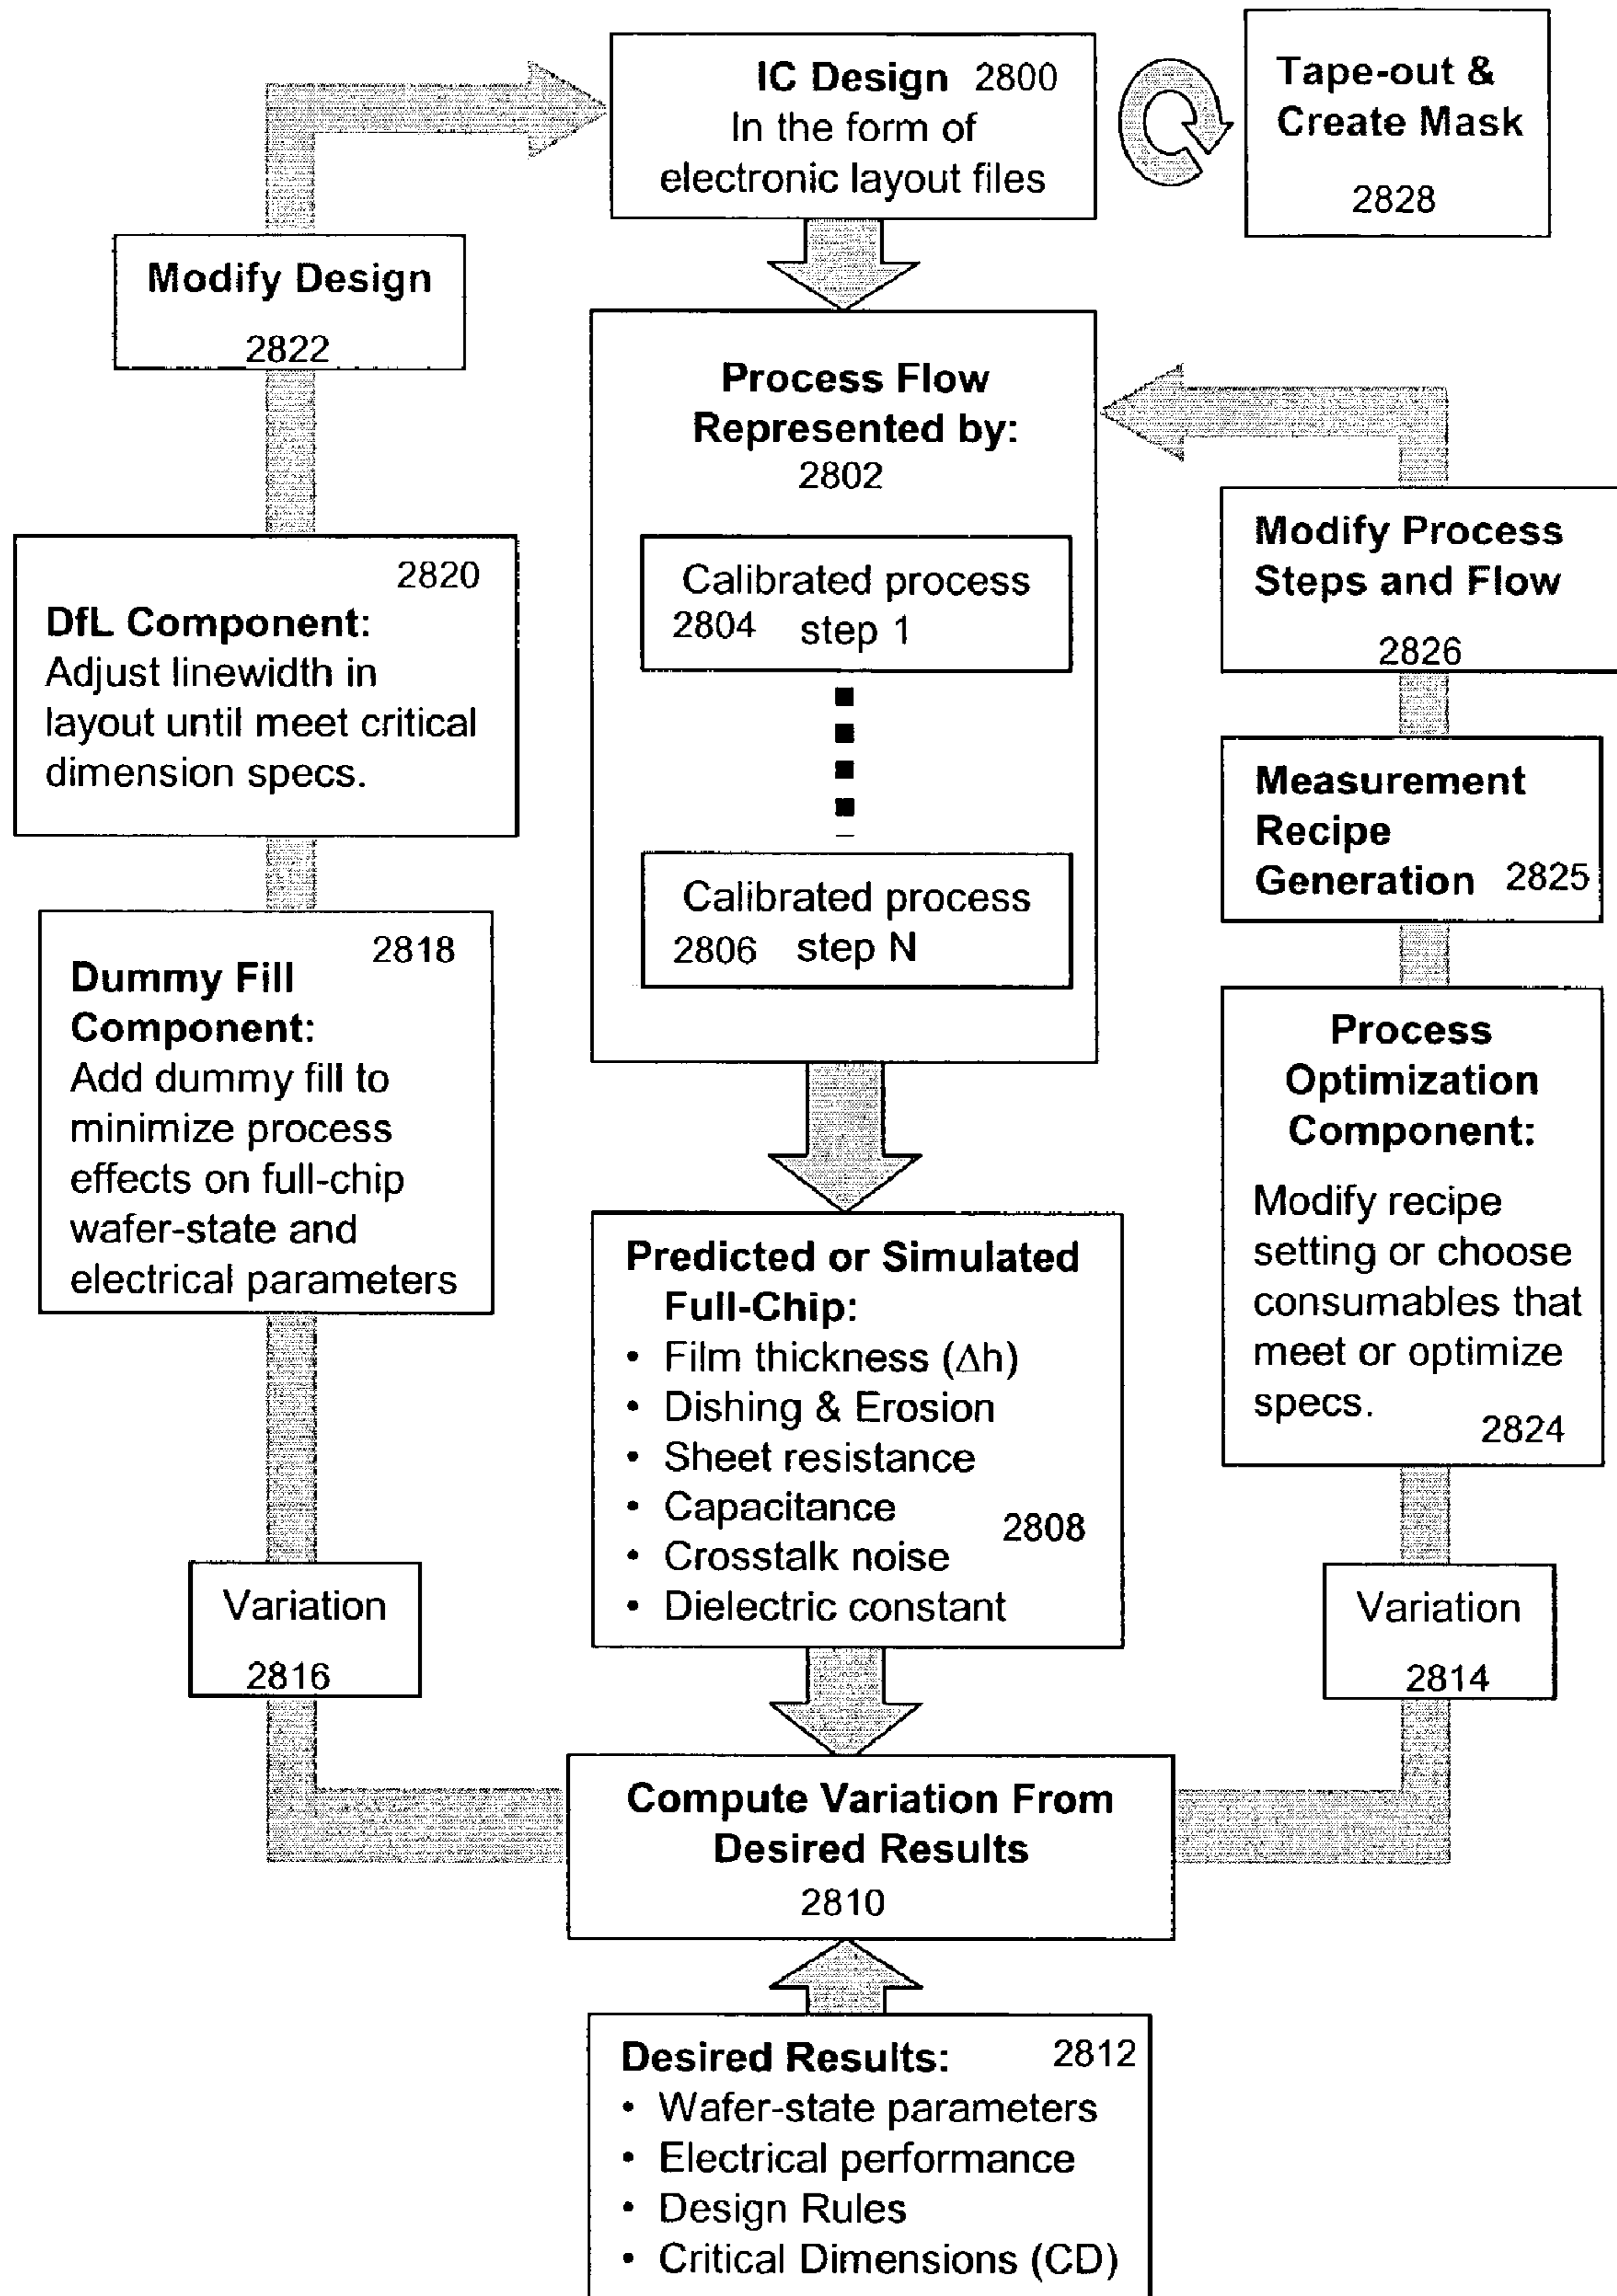 IC Design 2800
In the form of
electronic layout files
Tape-out &
Create Mask
2828
Modify Design
2822
Process Flow
Represented by:
2802
Calibrated process
2804 step 1
Calibrated process
2806 step N
Modify Process
Steps and Flow
2826
2820
DfL Component:
Adjust linewidth in
layout until meet critical
dimension specs.
Measurement
Recipe
Generation 2825
2818
Dummy Fill
Component:
Add dummy fill to
minimize process
effects on full-chip
wafer-state and
electrical parameters
Process
Optimization
Component:
Modify recipe
setting or choose
consumables that
meet or optimize
specs.
2824
Predicted or Simulated
Full-Chip:
• Film thickness (Δh)
• Dishing & Erosion
• Sheet resistance
• Capacitance
2808
• Crosstalk noise
• Dielectric constant
Variation
2816
Variation
2814
Compute Variation From
Desired Results
2810
Desired Results: 2812
• Wafer-state parameters
• Electrical performance
• Design Rules
• Critical Dimensions (CD)